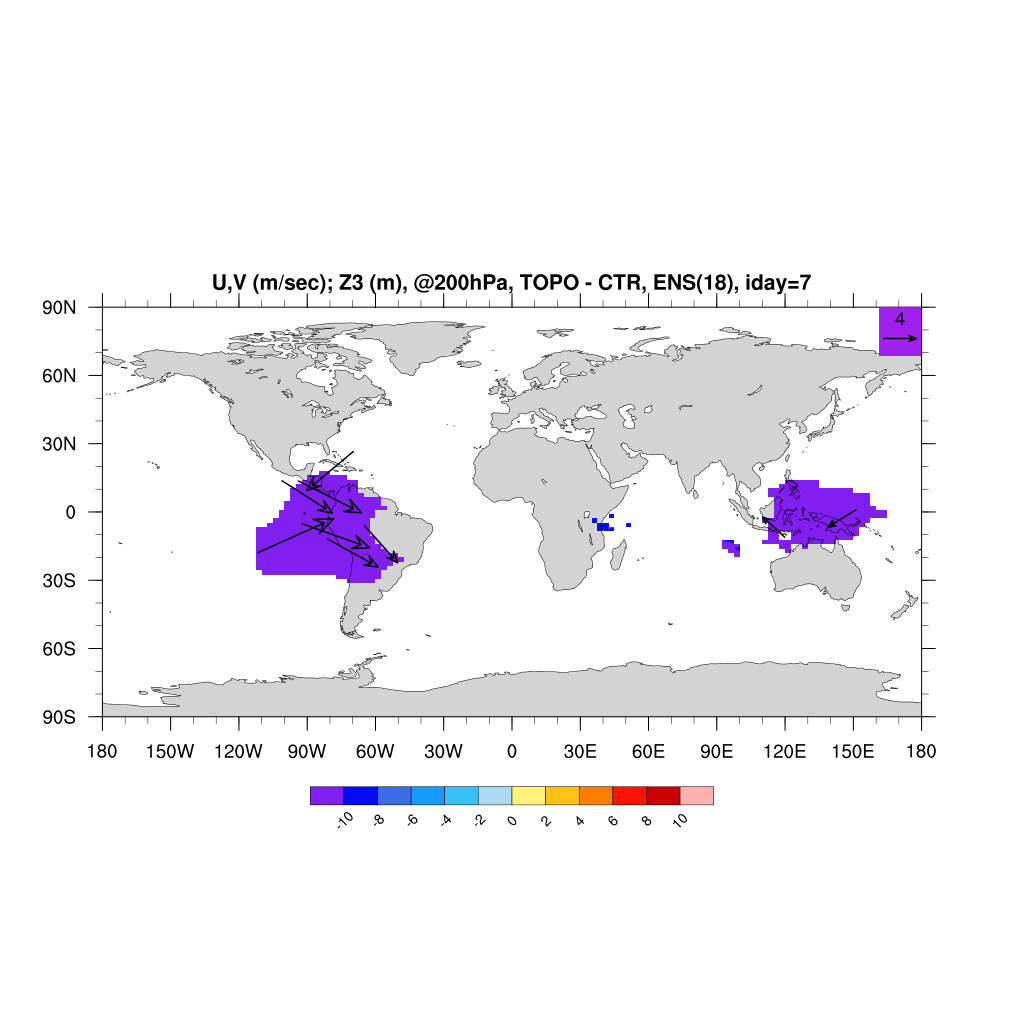 U,V (m/sec); Z3 (m), @200hPa, TOPO - CTR, ENS(18), iday=7
4
90N
60N
30N
0
30S
60S
90S
180 150W 120W 90W 60W 30W 0 30E 60E 90E 120E 150E 180
-10 -8 -6 -4 -2 0 2 4 6 8 10